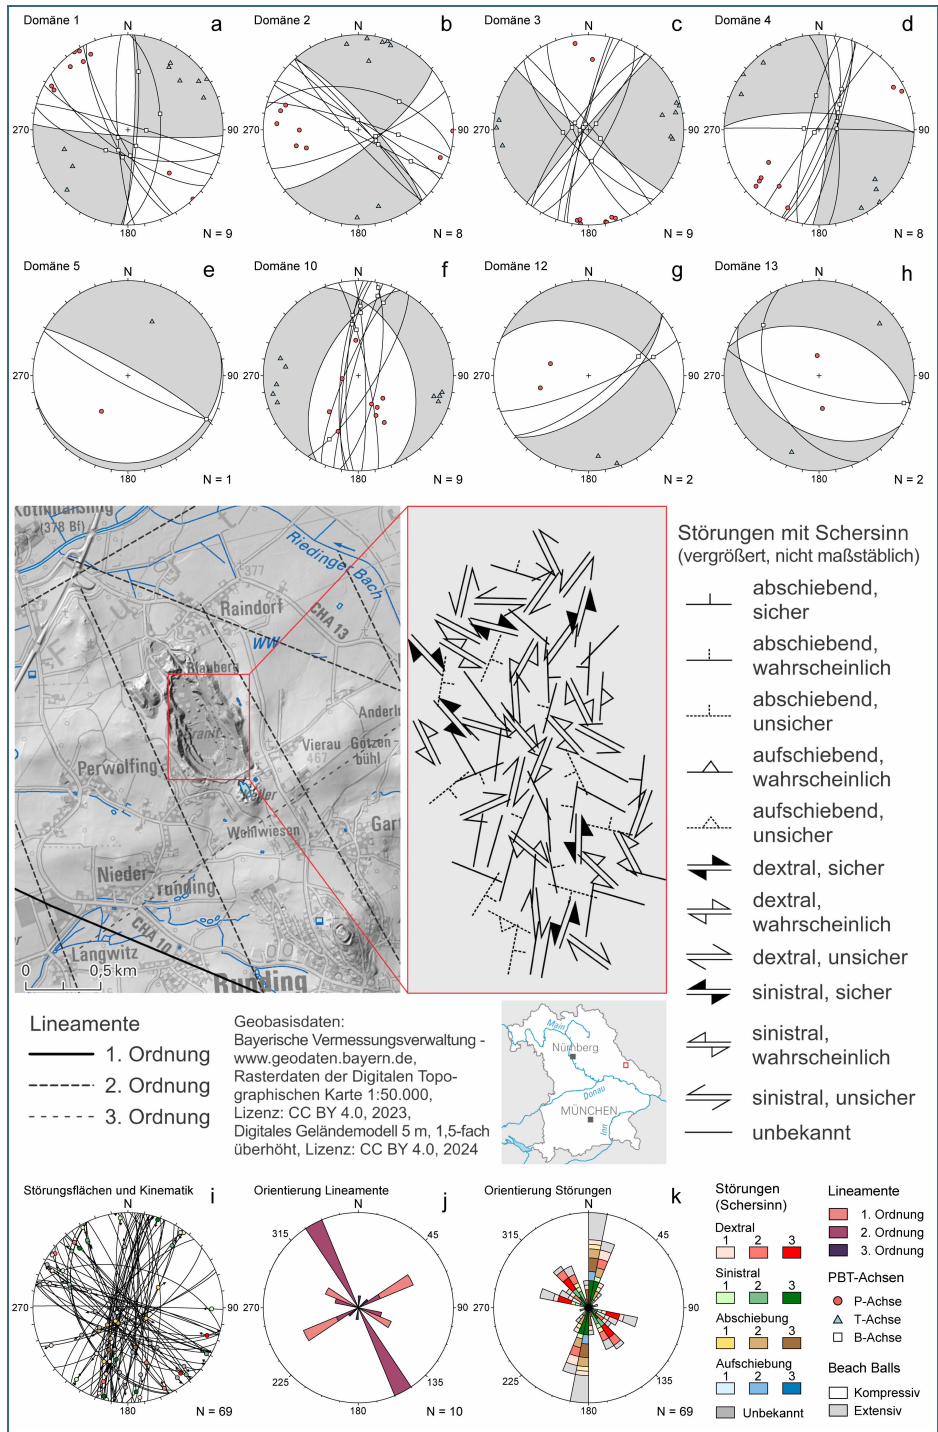 Domäne 1
a
N
270
90
180
N = 9
Domäne 2
b
N
270
90
180
N = 8
Domäne 3
c
N
270
90
180
N = 9
Domäne 4
d
N
270
90
180
N = 8
Domäne 5
e
N
270
90
180
N = 1
Domäne 10
f
N
270
90
180
N = 9
Domäne 12
g
N
270
90
180
N = 2
Domäne 13
h
N
270
90
180
N = 2
(378 Bf)
Riedinger Bach
377
Raindorf
CHA 13
WW
Blauberg
Vierau
467
Götzen-
bühl
Perwolfing
Wohlwiesen
Nieder-
runding
CHA 10
Langwitz
Runding
0 0,5 km
Störungen mit Schersinn
(vergrößert, nicht maßstäblich)
abschiebend,
sicher
abschiebend,
wahrscheinlich
abschiebend,
unsicher
aufschiebend,
wahrscheinlich
aufschiebend,
unsicher
dextral, sicher
dextral,
wahrscheinlich
dextral, unsicher
sinistral, sicher
sinistral,
wahrscheinlich
sinistral, unsicher
unbekannt
Lineamente
1. Ordnung
2. Ordnung
3. Ordnung
Geobasisdaten:
Bayerische Vermessungsverwaltung -
www.geodaten.bayern.de,
Rasterdaten der Digitalen Topo-
graphischen Karte 1:50.000,
Lizenz: CC BY 4.0, 2023,
Digitales Geländemodell 5 m, 1,5-fach
überhöht, Lizenz: CC BY 4.0, 2024
Main
Nürnberg
Donau
MÜNCHEN
Inn
Störungsflächen und Kinematik
i
N
270
90
180
N = 69
Orientierung Lineamente
j
N
315
45
270
90
225
135
180
N = 10
Orientierung Störungen
k
N
315
45
270
90
225
135
180
N = 69
Störungen
(Schersinn)
Dextral
1 2 3
Sinistral
1 2 3
Abschiebung
1 2 3
Aufschiebung
1 2 3
Unbekannt
Lineamente
1. Ordnung
2. Ordnung
3. Ordnung
PBT-Achsen
P-Achse
T-Achse
B-Achse
Beach Balls
Kompressiv
Extensiv